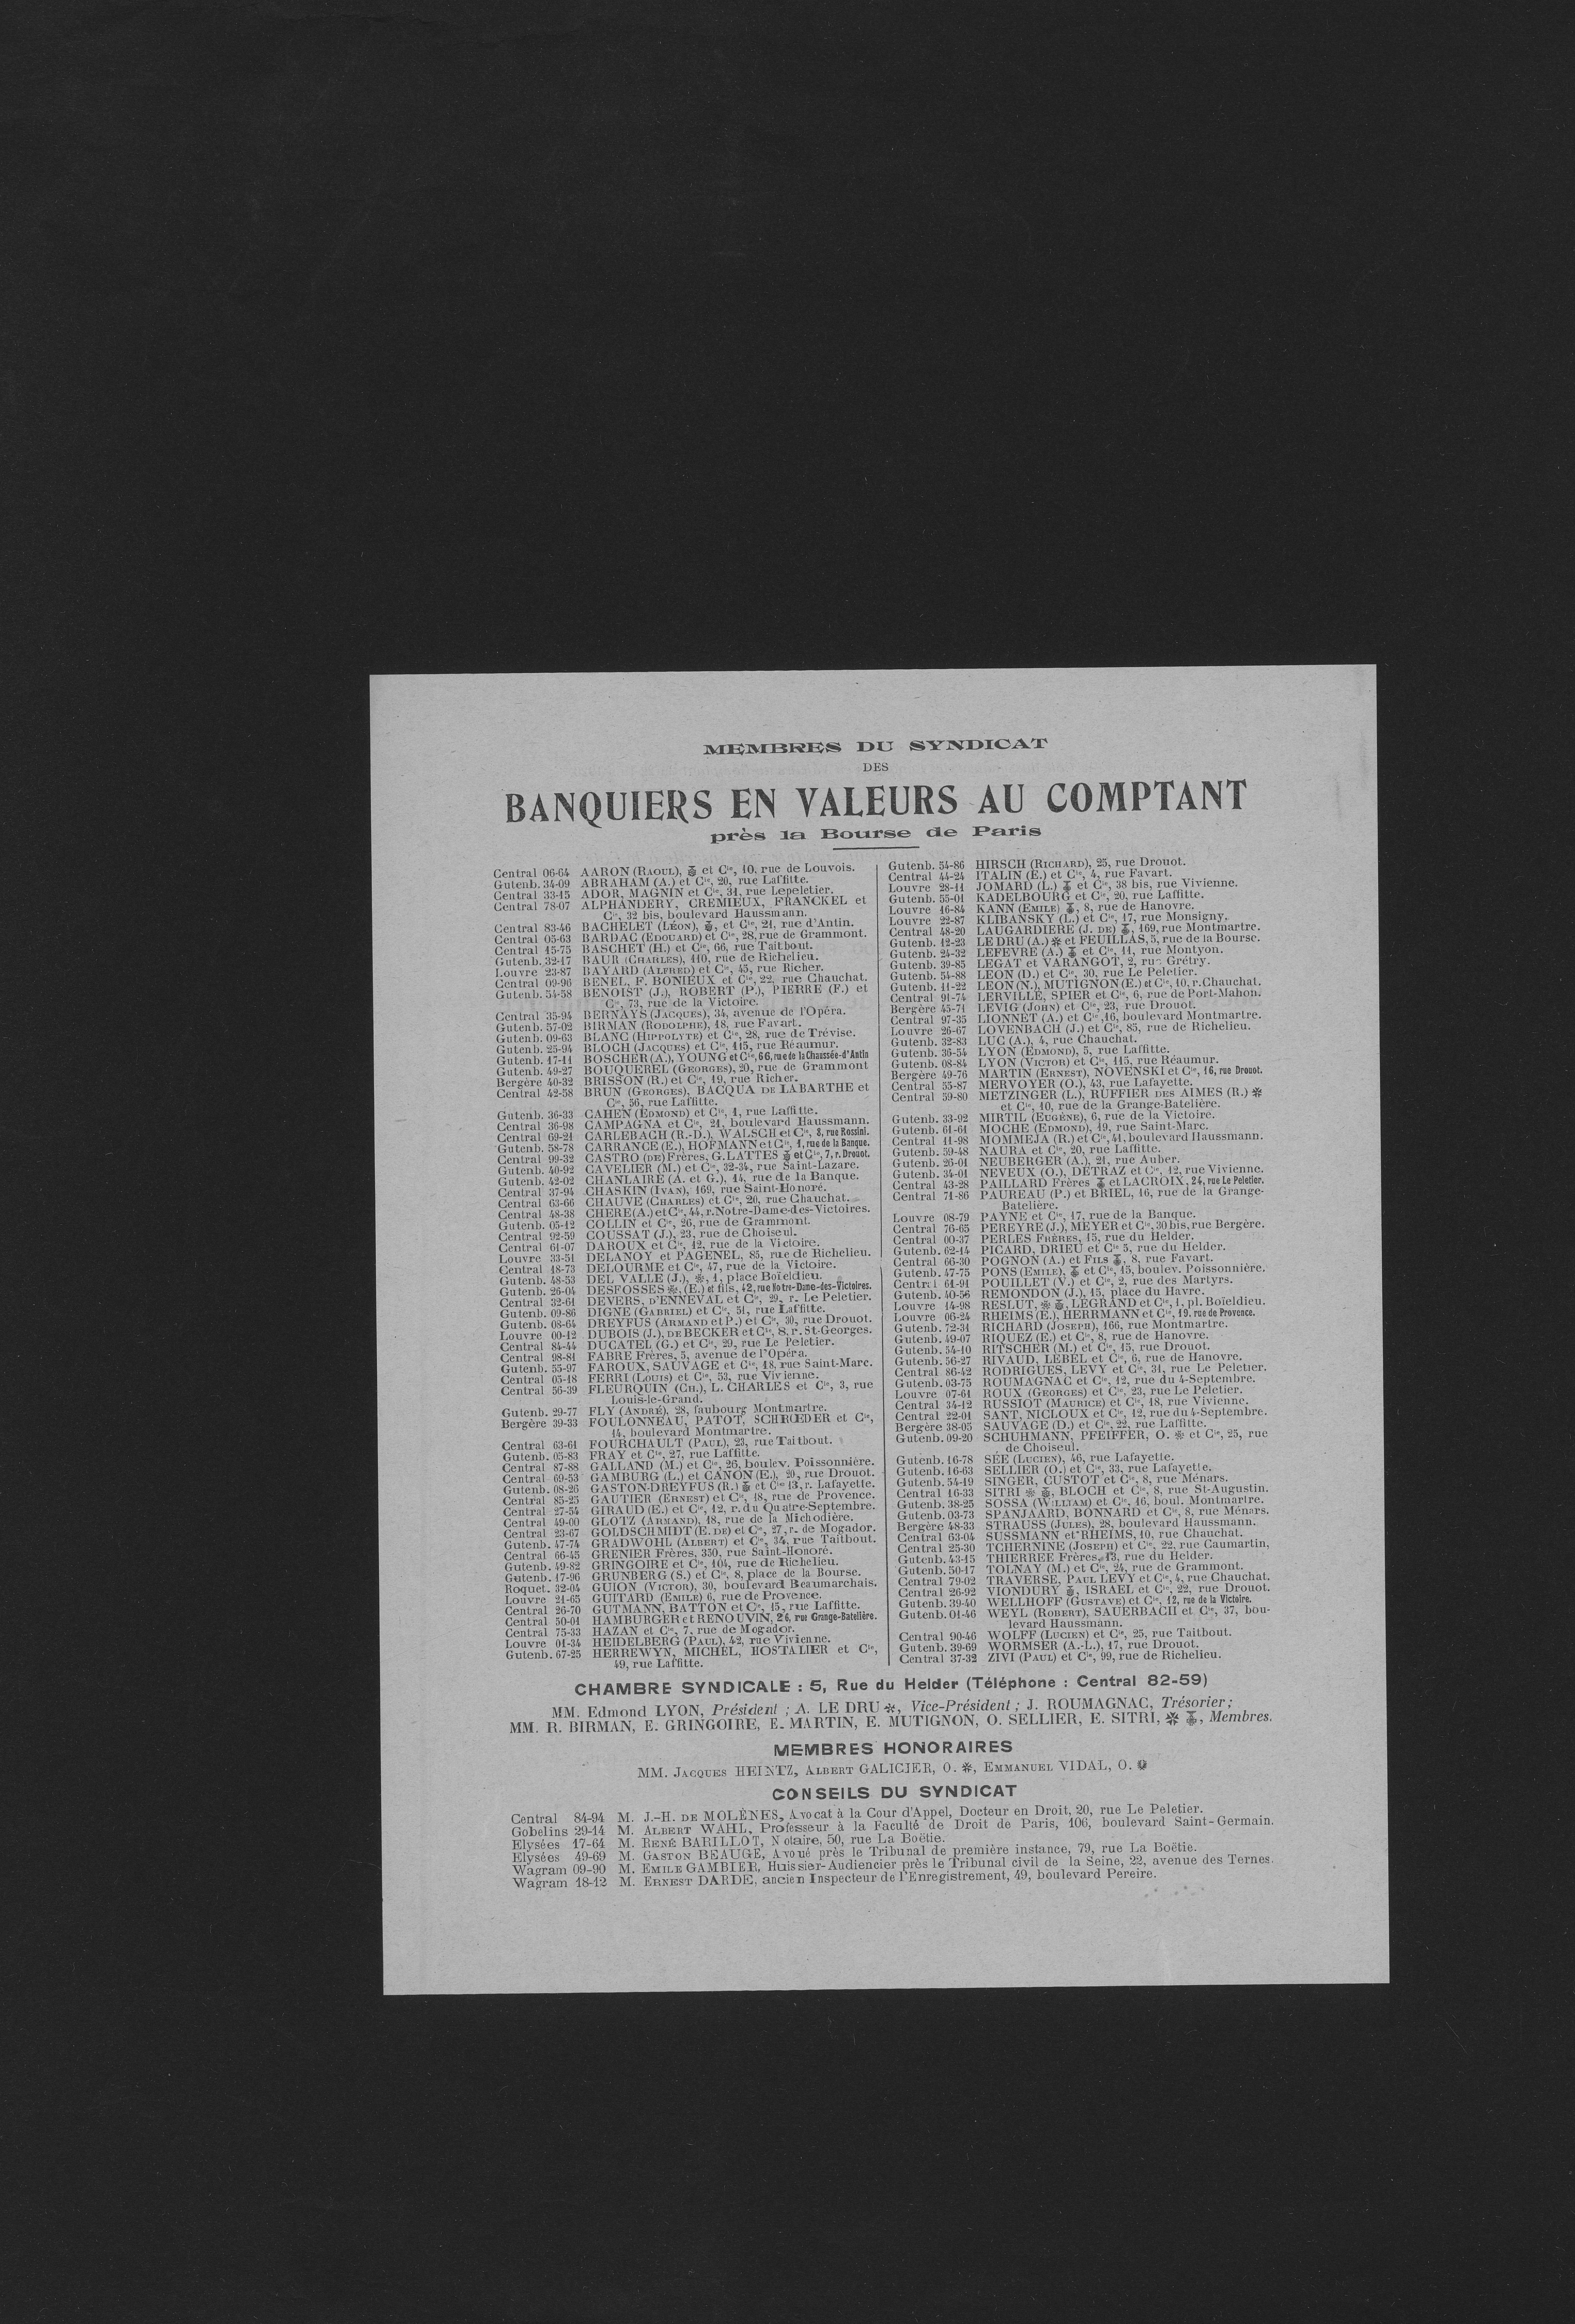 MEMBRES DU SYNDICAT
DES
BANQUIERS EN VALEURS AU COMPTANT
près la Bourse de Paris
Central 06-64 AARON (RAOUL), et Cie, 10, rue de Louvois.
Gutenb. 34-09 ABRAHAM (A.) et Cie, 20, rue Laffitte.
Central 33-15 ADOR, MAGNIN et Cie, 31, rue Lepeletier.
Central 78-07 ALPHANDERY, CREMIEUX, FRANCKEL et
Cie, 32 bis, boulevard Haussmann.
Central 83-46 BACHELET (LÉON), et Cie, 21, rue d'Antin.
Central 05-63 BARDAC (EDOUARD) et Cie, 28, rue de Grammont.
Central 15-75 BASCHET (H.) et Cie, 66, rue Taitbout.
Gutenb. 32-17 BAUR (CHARLES), 110, rue de Richelieu.
Louvre 23-87 BAYARD (ALFRED) et Cie, 45, rue Richer.
Central 09-96 BENEL, F. BONIEUX et Cie, 22, rue Chauchat.
Gutenb. 54-58 BENOIST (J.), ROBERT (P.), PIERRE (F.) et
Cie, 73, rue de la Victoire.
Central 35-94 BERNAYS (JACQUES), 34, avenue de l'Opéra.
Gutenb. 57-02 BIRMAN (RODOLPHE), 18, rue Favart.
Gutenb. 09-63 BLANC (HIPPOLYTE) et Cie, 28, rue de Trévise.
Gutenb. 25-94 BLOCH (JACQUES) et Cie, 115, rue Réaumur.
Gutenb. 17-11 BOSCHER (A.), YOUNG et Cie, 66, rue de la Chaussée-d'Antin
Gutenb. 49-27 BOUQUEREL (GEORGES), 20, rue de Grammont
Bergère 40-32 BRISSON (R.) et Cie, 19, rue Richer.
Central 42-58 BRUN (GEORGES), BACQUA DE LABARTHE et
Cie, 56, rue Laffitte.
Gutenb. 36-33 CAHEN (EDMOND) et Cie, 1, rue Laffitte.
Central 36-98 CAMPAGNA et Cie, 21, boulevard Haussmann.
Central 69-21 CARLEBACH (R.-D.), WALSCH et Cie, 8, rue Rossini.
Gutenb. 58-78 CARRANCE (E.), HOFMANN et Cie, 1, rue de la Banque.
Central 99-32 CASTRO (DE) Frères, G. LATTES et Cie, 7, r. Drouot.
Gutenb. 40-92 CAVELIER (M.) et Cie, 32-34, rue Saint-Lazare.
Gutenb. 42-02 CHANLAIRE (A. et G.), 14, rue de la Banque.
Central 37-94 CHASKIN (IVAN), 169, rue Saint-Honoré.
Central 63-66 CHAUVE (CHARLES) et Cie, 20, rue Chauchat.
Central 48-38 CHERE (A.) et Cie, 44, r. Notre-Dame-des-Victoires.
Gutenb. 05-12 COLLIN et Cie, 26, rue de Grammont.
Central 92-59 COUSSAT (J.), 23, rue de Choiseul.
Central 61-07 DAROUX et Cie, 12, rue de la Victoire.
Louvre 33-51 DELANOY et PAGENEL, 85, rue de Richelieu.
Central 18-73 DELOURME et Cie, 47, rue de la Victoire.
Gutenb. 48-53 DEL VALLE (J.), ✻, 1, place Boïeldieu.
Gutenb. 26-04 DESFOSSES ✻, (E.) et fils, 42, rue Notre-Dame-des-Victoires.
Central 32-61 DEVERS, D'ENNEVAL et Cie, 29, r. Le Peletier.
Gutenb. 09-86 DIGNE (GABRIEL) et Cie, 51, rue Laffitte.
Gutenb. 08-64 DREYFUS (ARMAND et P.) et Cie, 30, rue Drouot.
Louvre 00-12 DUBOIS (J.), DE BECKER et Cie, 8, r. St-Georges.
Central 84-44 DUCATEL (G.) et Cie, 29, rue Le Peletier.
Central 98-81 FABRE Frères, 5, avenue de l'Opéra.
Gutenb. 55-97 FAROUX, SAUVAGE et Cie, 18, rue Saint-Marc.
Central 05-18 FERRI (LOUIS) et Cie, 53, rue Vivienne.
Central 56-39 FLEURQUIN (CH.), L. CHARLES et Cie, 3, rue
Louis-le-Grand.
Gutenb. 29-77 FLY (ANDRÉ), 28, faubourg Montmartre.
Bergère 39-33 FOULONNEAU, PATOT, SCHRŒDER et Cie,
14, boulevard Montmartre.
Central 63-61 FOURCHAULT (PAUL), 23, rue Taitbout.
Gutenb. 05-83 FRAY et Cie, 27, rue Laffitte.
Central 87-88 GALLAND (M.) et Cie, 26, boulev. Poissonnière.
Central 69-53 GAMBURG (L.) et CANON (E.), 20, rue Drouot.
Gutenb. 08-26 GASTON-DREYFUS (R.) et Cie 13, r. Lafayette.
Central 85-25 GAUTIER (ERNEST) et Cie, 18, rue de Provence.
Central 27-54 GIRAUD (E.) et Cie, 12, r. du Quatre-Septembre.
Central 49-00 GLOTZ (ARMAND), 18, rue de la Michodière.
Central 23-67 GOLDSCHMIDT (E. DE) et Cie, 27, r. de Mogador.
Gutenb. 47-74 GRADWOHL (ALBERT) et Cie, 34, rue Taitbout.
Central 66-45 GRENIER Frères, 350, rue Saint-Honoré.
Gutenb. 49-82 GRINGOIRE et Cie, 104, rue de Richelieu.
Gutenb. 17-96 GRUNBERG (S.) et Cie, 8, place de la Bourse.
Roquet. 32-04 GUION (VICTOR), 30, boulevard Beaumarchais.
Louvre 21-65 GUITARD (EMILE) 6, rue de Provence.
Central 26-70 GUTMANN, BATTON et Cie, 15, rue Laffitte.
Central 50-01 HAMBURGER et RENOUVIN, 26, rue Grange-Batelière.
Central 75-33 HAZAN et Cie, 7, rue de Mogador.
Louvre 01-34 HEIDELBERG (PAUL), 42, rue Vivienne.
Gutenb. 67-25 HERREWYN, MICHEL, HOSTALIER et Cie,
49, rue Laffitte.
Gutenb. 54-86 HIRSCH (RICHARD), 25, rue Drouot.
Central 44-24 ITALIN (E.) et Cie, 4, rue Favart.
Louvre 28-11 JOMARD (L.) et Cie, 38 bis, rue Vivienne.
Gutenb. 55-01 KADELBOURG et Cie, 20, rue Laffitte.
Louvre 16-84 KANN (EMILE), 8, rue de Hanovre.
Louvre 22-87 KLIBANSKY (L.) et Cie, 17, rue Monsigny.
Central 48-20 LAUGARDIERE (J. DE), 169, rue Montmartre.
Gutenb. 12-23 LE DRU (A.) ✻ et FEUILLAS, 5, rue de la Bourse.
Gutenb. 24-32 LEFEVRE (A.) et Cie, 11, rue Montyon.
Gutenb. 39-85 LEGAT et VARANGOT, 2, rue Grétry.
Gutenb. 54-88 LEON (D.) et Cie, 30, rue Le Peletier.
Gutenb. 11-22 LEON (N.), MUTIGNON (E.) et Cie, 10, r. Chauchat.
Central 91-74 LERVILLE, SPIER et Cie, 6, rue de Port-Mahon.
Bergère 45-71 LEVIG (JOHN) et Cie, 23, rue Drouot.
Central 97-35 LIONNET (A.) et Cie, 16, boulevard Montmartre.
Louvre 26-67 LOVENBACH (J.) et Cie, 85, rue de Richelieu.
Gutenb. 32-83 LUC (A.), 4, rue Chauchat.
Gutenb. 36-54 LYON (EDMOND), 5, rue Laffitte.
Gutenb. 08-84 LYON (VICTOR) et Cie, 115, rue Réaumur.
Bergère 49-76 MARTIN (ERNEST), NOVENSKI et Cie, 16, rue Drouot.
Central 55-87 MERVOYER (O.), 43, rue Lafayette.
Central 59-80 METZINGER (L.), RUFFIER DES AIMES (R.) ✻
et Cie, 10, rue de la Grange-Batelière.
Gutenb. 33-92 MIRTIL (EUGÈNE), 6, rue de la Victoire.
Gutenb. 61-61 MOCHE (EDMOND), 19, rue Saint-Marc.
Central 11-98 MOMMEJA (R.) et Cie, 41, boulevard Haussmann.
Gutenb. 59-48 NAURA et Cie, 20, rue Laffitte.
Gutenb. 26-01 NEUBERGER (A.), 21, rue Auber.
Gutenb. 34-01 NEVEUX (O.), DETRAZ et Cie, 12, rue Vivienne.
Central 43-28 PAILLARD Frères et LACROIX, 24, rue Le Peletier.
Central 71-86 PAUREAU (P.) et BRIEL, 16, rue de la Grange-
Batelière.
Louvre 08-79 PAYNE et Cie, 17, rue de la Banque.
Central 76-65 PEREYRE (J.), MEYER et Cie, 30 bis, rue Bergère.
Central 00-37 PERLES FRÈRES, 15, rue du Helder.
Gutenb. 62-14 PICARD, DRIEU et Cie 5, rue du Helder.
Central 66-30 POGNON (A.) et FILS, 8, rue Favart.
Gutenb. 47-75 PONS (EMILE), et Cie, 15, boulev. Poissonnière.
Central 61-91 POUILLET (V.) et Cie, 2, rue des Martyrs.
Gutenb. 40-56 REMONDON (J.), 15, place du Havre.
Louvre 14-98 RESLUT, ✻, LEGRAND et Cie, 1, pl. Boïeldieu.
Louvre 06-24 RHEIMS (E.), HERRMANN et Cie, 19, rue de Provence.
Gutenb. 72-31 RICHARD (JOSEPH), 166, rue Montmartre.
Gutenb. 49-07 RIQUEZ (E.) et Cie, 8, rue de Hanovre.
Gutenb. 54-10 RITSCHER (M.) et Cie, 15, rue Drouot.
Gutenb. 56-27 RIVAUD, LEBEL et Cie, 6, rue de Hanovre.
Central 86-42 RODRIGUES, LEVY et Cie, 31, rue Le Peletier.
Gutenb. 03-75 ROUMAGNAC et Cie, 12, rue du 4-Septembre.
Louvre 07-61 ROUX (GEORGES) et Cie, 23, rue Le Peletier.
Central 34-12 RUSSIOT (MAURICE) et Cie, 18, rue Vivienne.
Central 22-01 SANT, NICLOUX et Cie, 12, rue du 4-Septembre.
Bergère 38-05 SAUVAGE (D.) et Cie, 22, rue Laffitte.
Gutenb. 09-20 SCHUHMANN, PFEIFFER, O. ✻ et Cie, 25, rue
de Choiseul.
Gutenb. 16-78 SÉE (LUCIEN), 46, rue Lafayette.
Gutenb. 16-63 SELLIER (O.) et Cie, 33, rue Lafayette.
Gutenb. 54-19 SINGER, CUSTOT et Cie, 8, rue Ménars.
Central 16-33 SITRI ✻, BLOCH et Cie, 8, rue St-Augustin.
Gutenb. 38-25 SOSSA (WILLIAM) et Cie, 16, boul. Montmartre.
Gutenb. 03-73 SPANJAARD, BONNARD et Cie, 8, rue Ménars.
Bergère 48-33 STRAUSS (JULES), 28, boulevard Haussmann.
Central 63-04 SUSSMANN et RHEIMS, 10, rue Chauchat.
Central 25-30 TCHERNINE (JOSEPH) et Cie, 22, rue Caumartin,
Gutenb. 43-15 THIERREE Frères, 13, rue du Helder.
Gutenb. 50-17 TOLNAY (M.) et Cie, 24, rue de Grammont.
Central 79-02 TRAVERSE, PAUL LEVY et Cie, 4, rue Chauchat.
Central 26-92 VIONDURY, ISRAEL et Cie, 22, rue Drouot.
Gutenb. 39-40 WELLHOFF (GUSTAVE) et Cie, 12, rue de la Victoire.
Gutenb. 01-46 WEYL (ROBERT), SAUERBACH et Cie, 37, bou-
levard Haussmann.
Central 90-46 WOLFF (LUCIEN) et Cie, 25, rue Taitbout.
Gutenb. 39-69 WORMSER (A.-L.), 17, rue Drouot.
Central 37-32 ZIVI (PAUL) et Cie, 99, rue de Richelieu.
CHAMBRE SYNDICALE : 5, Rue du Helder (Téléphone : Central 82-59)
MM. Edmond LYON, Président ; A. LE DRU ✻, Vice-Président ; J. ROUMAGNAC, Trésorier ;
MM. R. BIRMAN, E. GRINGOIRE, E. MARTIN, E. MUTIGNON, O. SELLIER, E. SITRI, ✻, Membres.
MEMBRES HONORAIRES
MM. JACQUES HEINTZ, ALBERT GALICIER, O. ✻, EMMANUEL VIDAL, O. ✻
CONSEILS DU SYNDICAT
Central 84-94 M. J.-H. DE MOLÈNES, Avocat à la Cour d'Appel, Docteur en Droit, 20, rue Le Peletier.
Gobelins 29-14 M. ALBERT WAHL, Professeur à la Faculté de Droit de Paris, 106, boulevard Saint-Germain.
Elysées 17-64 M. RENÉ BARILLOT, Notaire, 50, rue La Boëtie.
Elysées 49-69 M. GASTON BEAUGE, Avoué près le Tribunal de première instance, 79, rue La Boëtie.
Wagram 09-90 M. EMILE GAMBIER, Huissier-Audiencier près le Tribunal civil de la Seine, 22, avenue des Ternes.
Wagram 18-12 M. ERNEST DARDE, ancien Inspecteur de l'Enregistrement, 49, boulevard Pereire.